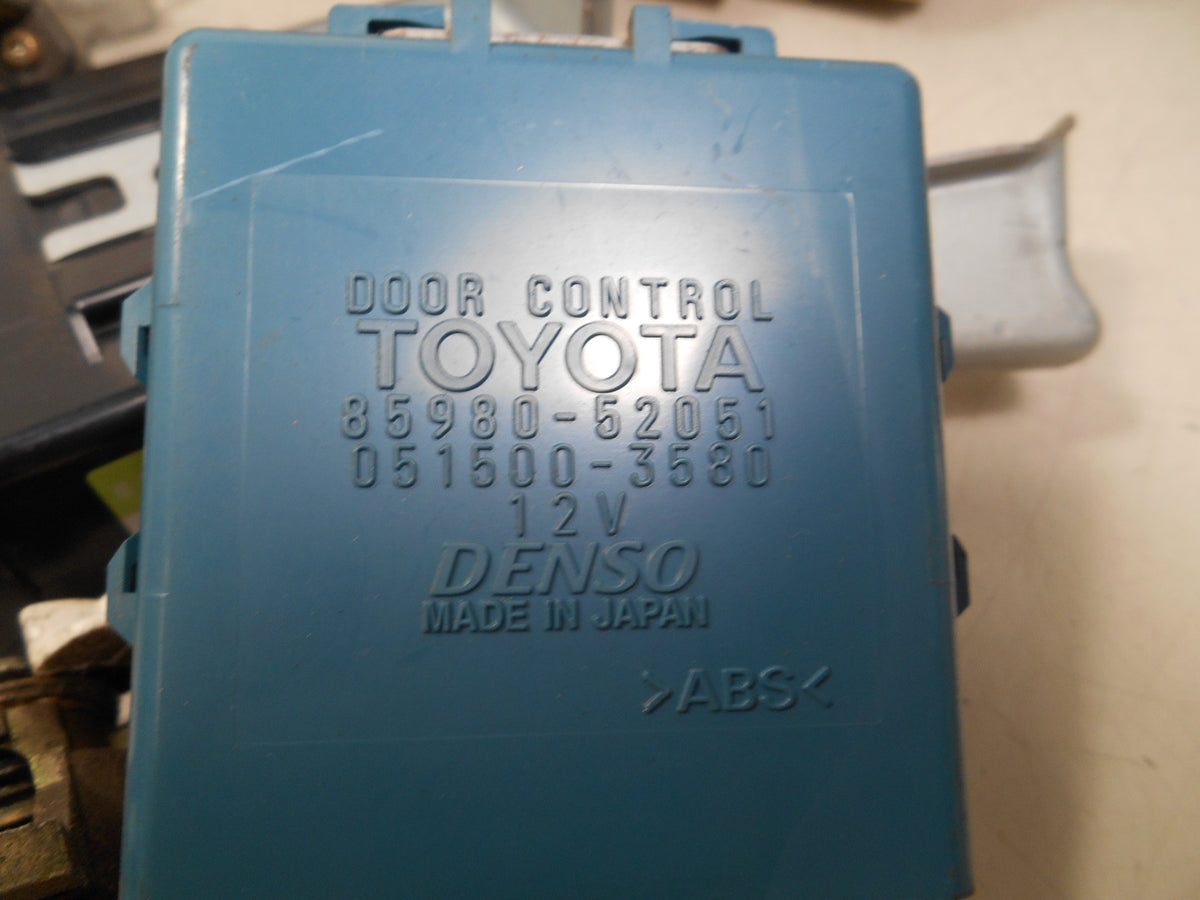 DOOR CONTROL
TOYOTA
85980-52051
051500-3580
12V
DENSO
MADE IN JAPAN
>ABS<